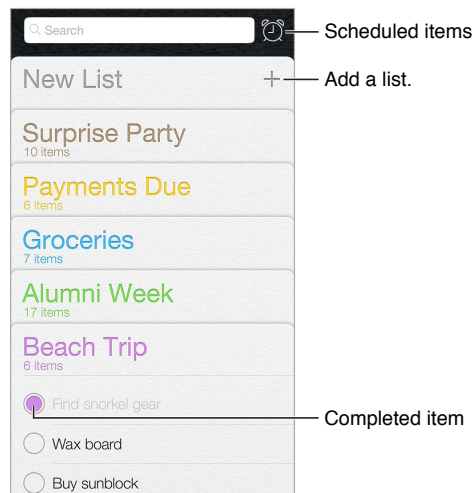 Search
Scheduled items
New List
Add a list.
Surprise Party
10 items
Payments Due
6 items
Groceries
7 items
Alumni Week
17 items
Beach Trip
6 items
Find snorkel gear
Completed item
Wax board
Buy sunblock